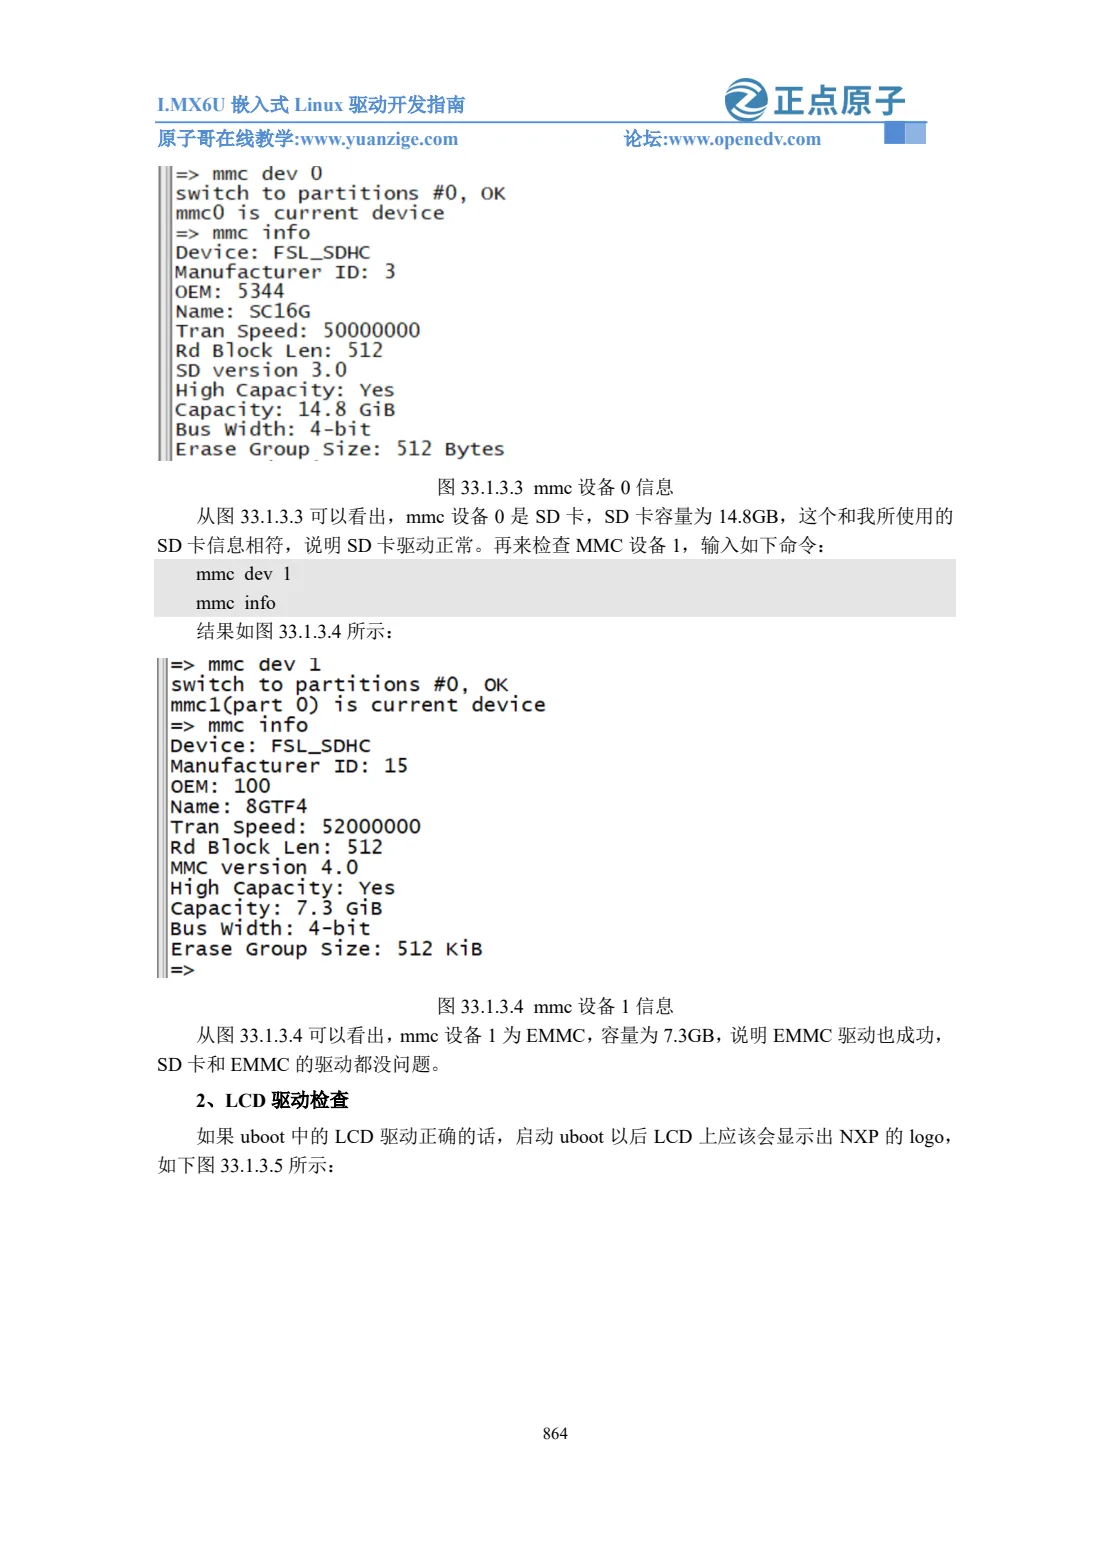 I.MX6U 嵌入式 Linux 驱动开发指南
正点原子
原子哥在线教学:www.yuanzige.com 论坛:www.openedv.com
=> mmc dev 0
switch to partitions #0, OK
mmc0 is current device
=> mmc info
Device: FSL_SDHC
Manufacturer ID: 3
OEM: 5344
Name: SC16G
Tran Speed: 50000000
Rd Block Len: 512
SD version 3.0
High Capacity: Yes
Capacity: 14.8 GiB
Bus Width: 4-bit
Erase Group Size: 512 Bytes
图 33.1.3.3 mmc 设备 0 信息
从图 33.1.3.3 可以看出，mmc 设备 0 是 SD 卡，SD 卡容量为 14.8GB，这个和我所使用的
SD 卡信息相符，说明 SD 卡驱动正常。再来检查 MMC 设备 1，输入如下命令：
mmc dev 1
mmc info
结果如图 33.1.3.4 所示：
=> mmc dev 1
switch to partitions #0, OK
mmc1(part 0) is current device
=> mmc info
Device: FSL_SDHC
Manufacturer ID: 15
OEM: 100
Name: 8GTF4
Tran Speed: 52000000
Rd Block Len: 512
MMC version 4.0
High Capacity: Yes
Capacity: 7.3 GiB
Bus Width: 4-bit
Erase Group Size: 512 KiB
=>
图 33.1.3.4 mmc 设备 1 信息
从图 33.1.3.4 可以看出，mmc 设备 1 为 EMMC，容量为 7.3GB，说明 EMMC 驱动也成功，
SD 卡和 EMMC 的驱动都没问题。
2、LCD 驱动检查
如果 uboot 中的 LCD 驱动正确的话，启动 uboot 以后 LCD 上应该会显示出 NXP 的 logo，
如下图 33.1.3.5 所示：
864